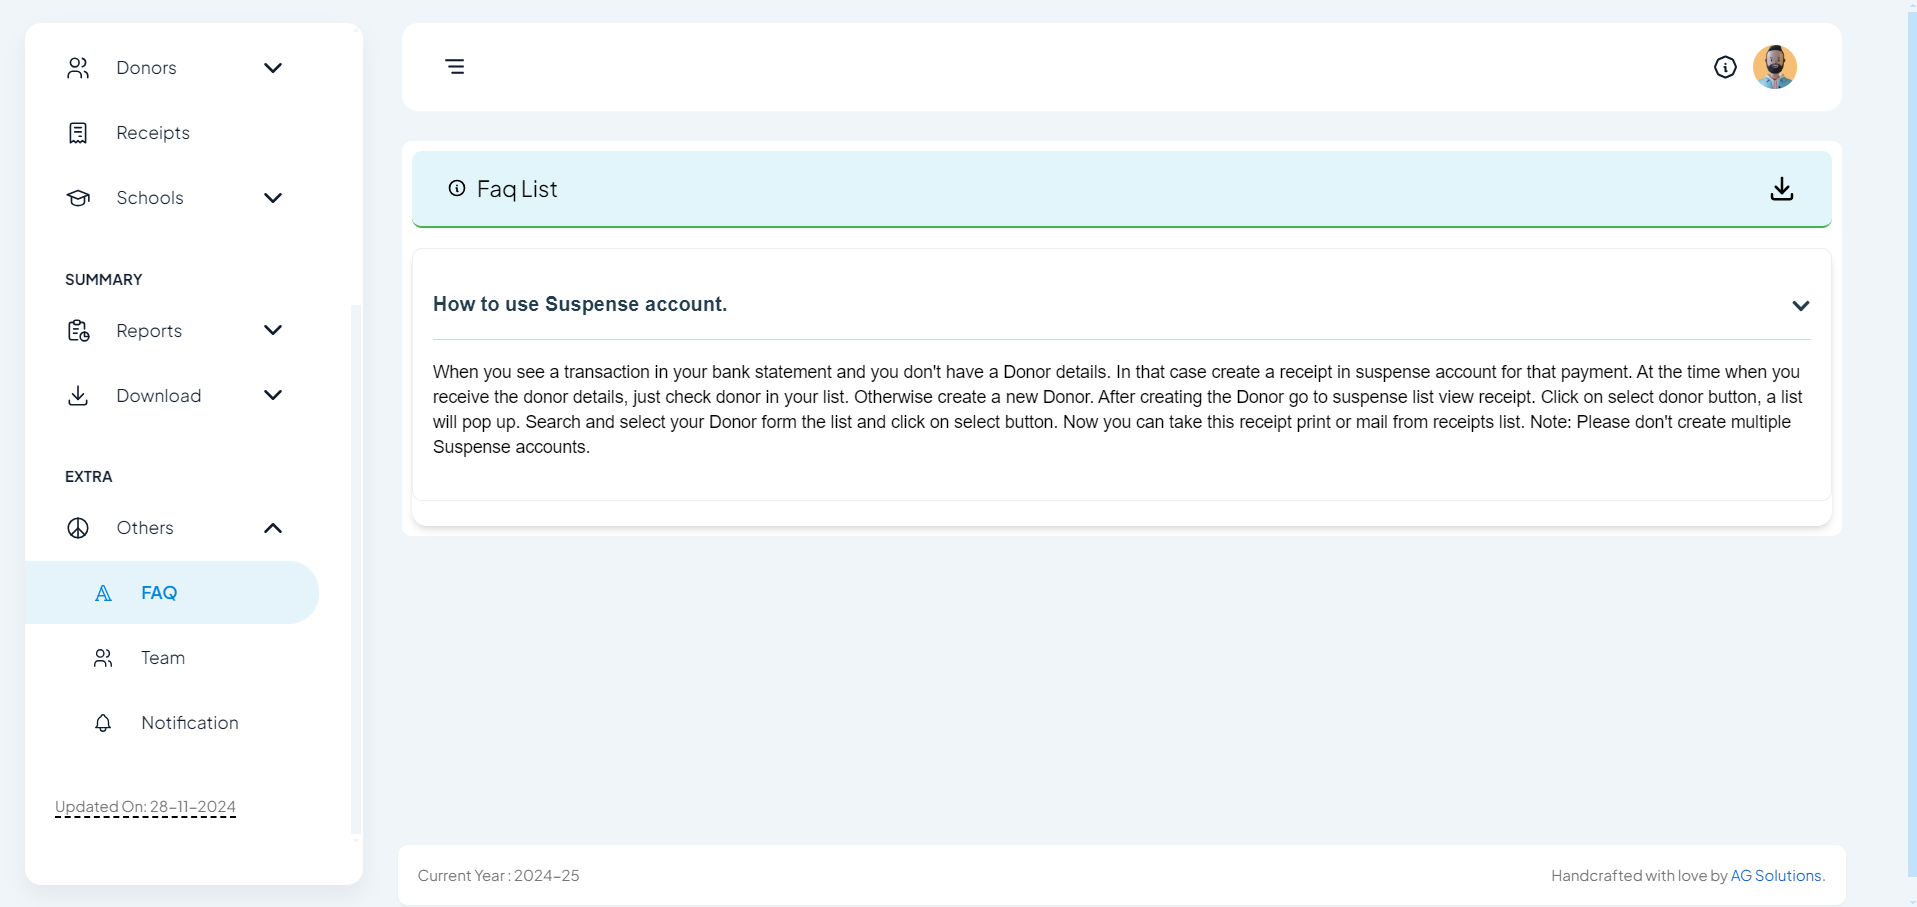 Donors
Receipts
Schools
SUMMARY
Reports
Download
EXTRA
Others
FAQ
Team
Notification
Updated On: 28-11-2024
Faq List
How to use Suspense account.
When you see a transaction in your bank statement and you don't have a Donor details. In that case create a receipt in suspense account for that payment. At the time when you
receive the donor details, just check donor in your list. Otherwise create a new Donor. After creating the Donor go to suspense list view receipt. Click on select donor button, a list
will pop up. Search and select your Donor form the list and click on select button. Now you can take this receipt print or mail from receipts list. Note: Please don't create multiple
Suspense accounts.
Current Year : 2024-25
Handcrafted with love by AG Solutions.